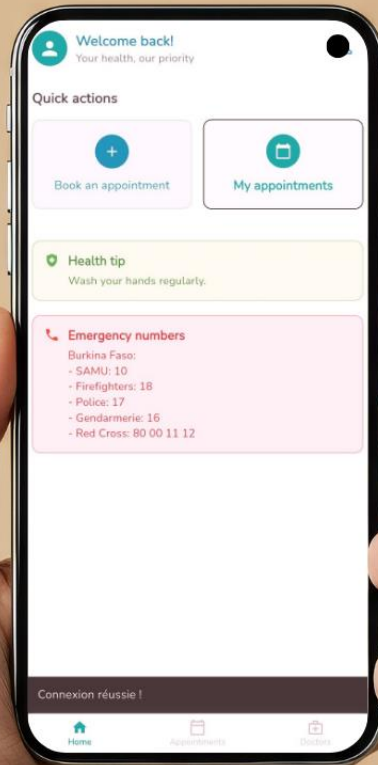 Welcome back!
Your health, our priority
Quick actions
Book an appointment
My appointments
Health tip
Wash your hands regularly.
Emergency numbers
Burkina Faso:
- SAMU: 10
- Firefighters: 18
- Police: 17
- Gendarmerie: 16
- Red Cross: 80 00 11 12
Connexion réussie !
Home
Appointments
Doctors